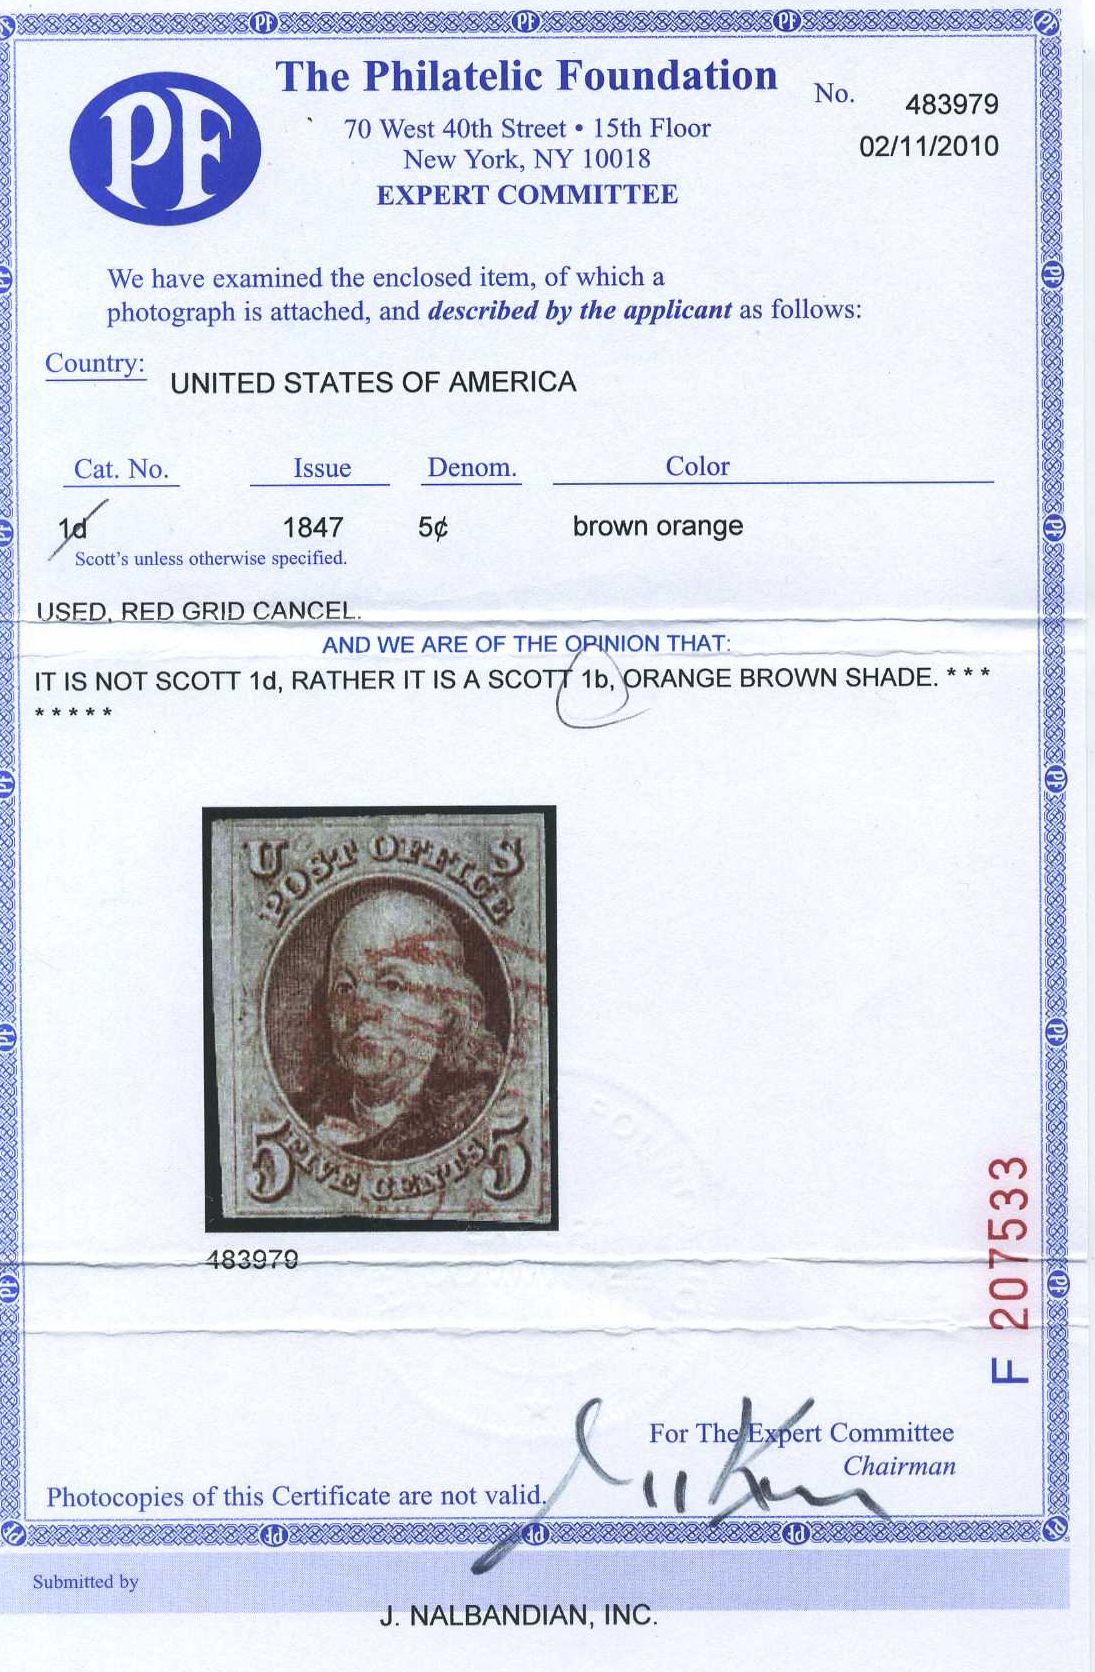 PF
The Philatelic Foundation
No. 483979
70 West 40th Street • 15th Floor
02/11/2010
New York, NY 10018
EXPERT COMMITTEE
We have examined the enclosed item, of which a
photograph is attached, and described by the applicant as follows:
Country: UNITED STATES OF AMERICA
Cat. No. Issue Denom. Color
1d 1847 5¢ brown orange
Scott's unless otherwise specified.
USED, RED GRID CANCEL.
AND WE ARE OF THE OPINION THAT:
IT IS NOT SCOTT 1d, RATHER IT IS A SCOTT 1b, ORANGE BROWN SHADE. * * *
* * * * *
U S
POST OFFICE
5 FIVE CENTS 5
483979
F 207533
For The Expert Committee
Chairman
Photocopies of this Certificate are not valid.
Submitted by
J. NALBANDIAN, INC.